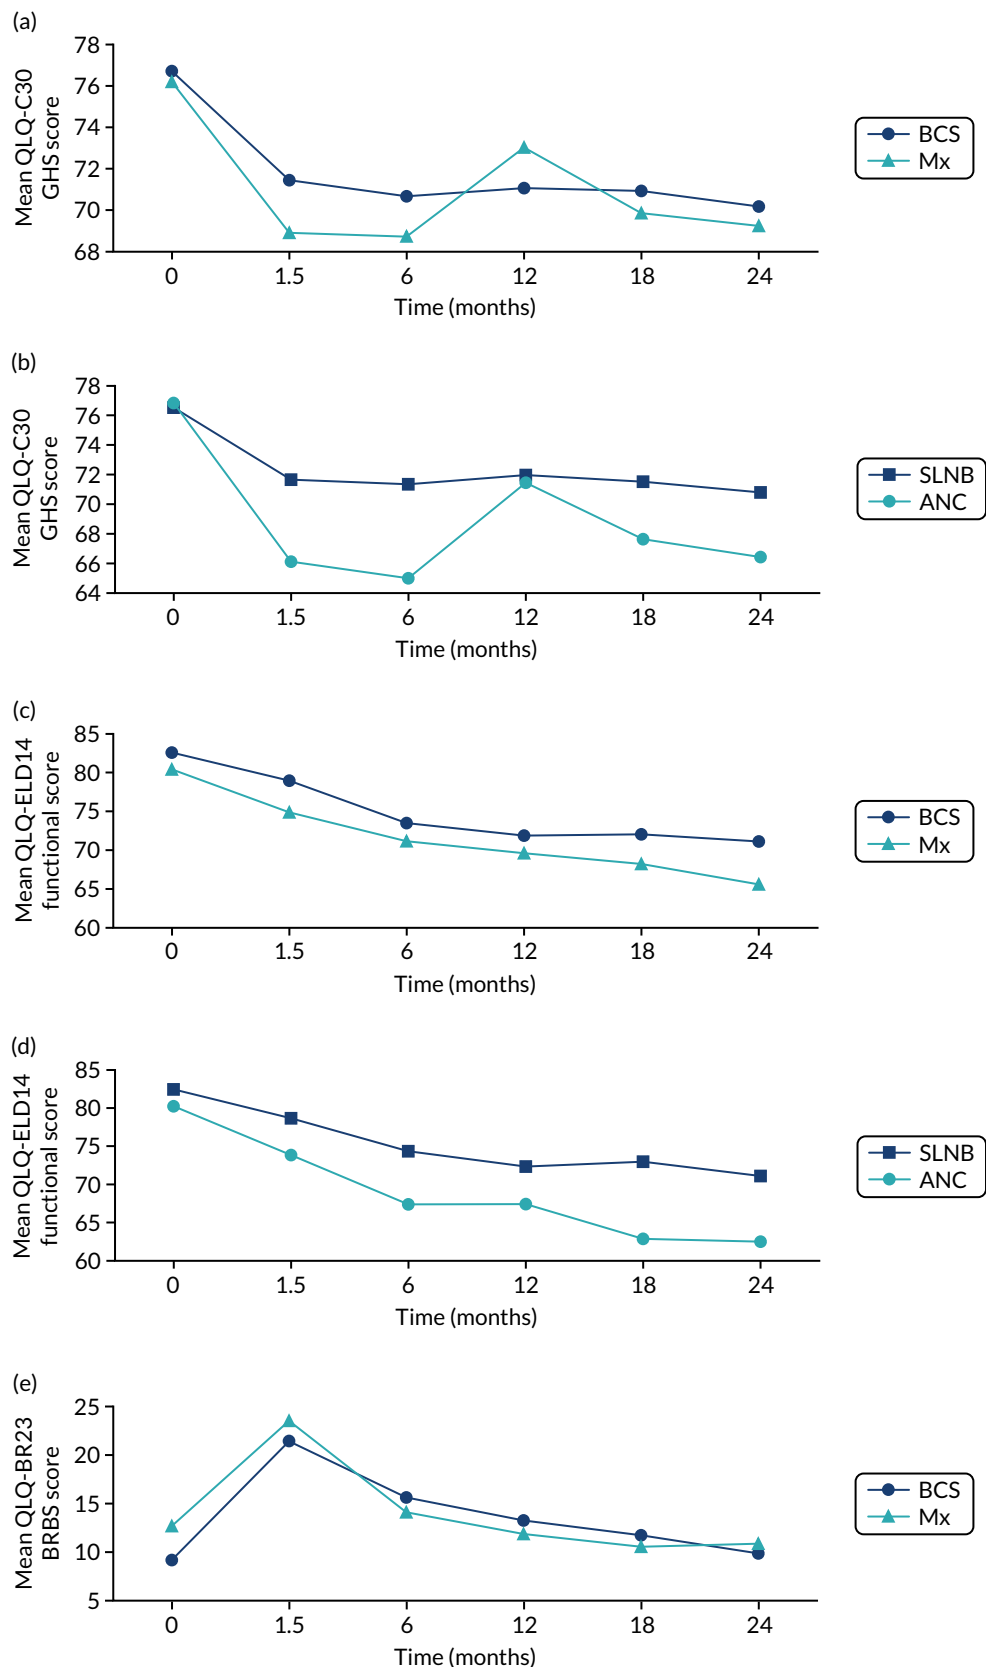 (a)
Mean QLQ-C30
GHS score
78
76
74
72
70
68
0 1.5 6 12 18 24
Time (months)
BCS
Mx
(b)
Mean QLQ-C30
GHS score
78
76
74
72
70
68
66
64
0 1.5 6 12 18 24
Time (months)
SLNB
ANC
(c)
Mean QLQ-ELD14
functional score
85
80
75
70
65
60
0 1.5 6 12 18 24
Time (months)
BCS
Mx
(d)
Mean QLQ-ELD14
functional score
85
80
75
70
65
60
0 1.5 6 12 18 24
Time (months)
SLNB
ANC
(e)
Mean QLQ-BR23
BRBS score
25
20
15
10
5
0 1.5 6 12 18 24
Time (months)
BCS
Mx